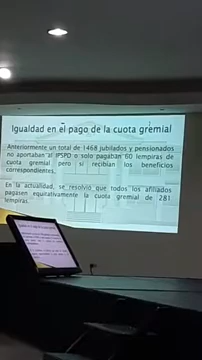 Igualdad en el pago de la cuota gremial
Anteriormente un total de 1468 jubilados y pensionados
no aportaban al IPSPD o solo pagaban 60 lempiras de
cuota gremial pero si recibían los beneficios
correspondientes.
En la actualidad, se resolvió que todos los afiliados
pagasen equitativamente la cuota gremial de 281
lempiras.